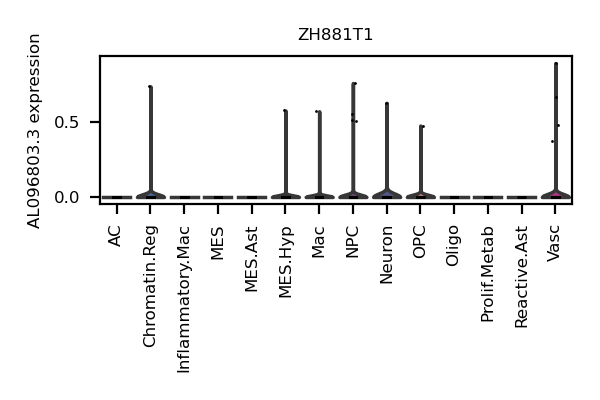 ZH881T1
AL096803.3 expression
0.5
0.0
AC
Chromatin.Reg
Inflammatory.Mac
MES
MES.Ast
MES.Hyp
Mac
NPC
Neuron
OPC
Oligo
Prolif.Metab
Reactive.Ast
Vasc